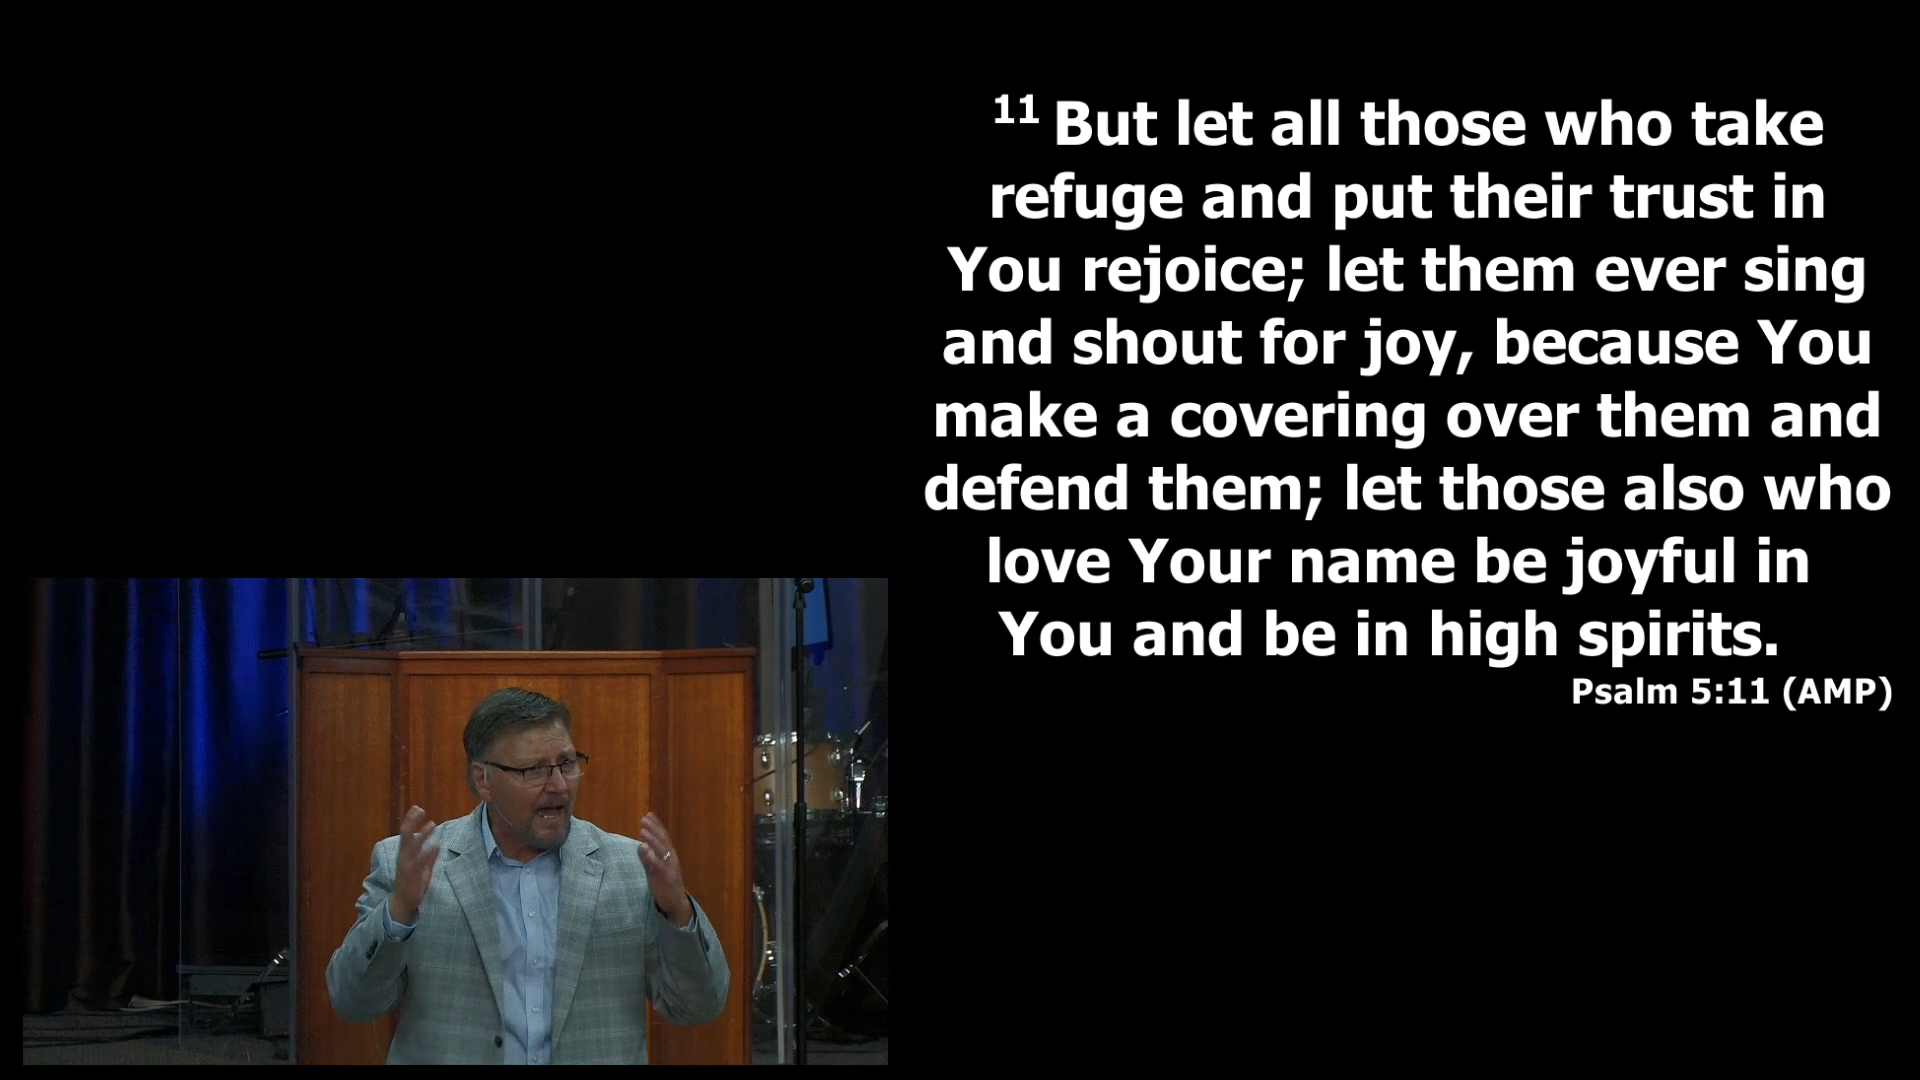 11 But let all those who take
refuge and put their trust in
You rejoice; let them ever sing
and shout for joy, because You
make a covering over them and
defend them; let those also who
love Your name be joyful in
You and be in high spirits.
Psalm 5:11 (AMP)